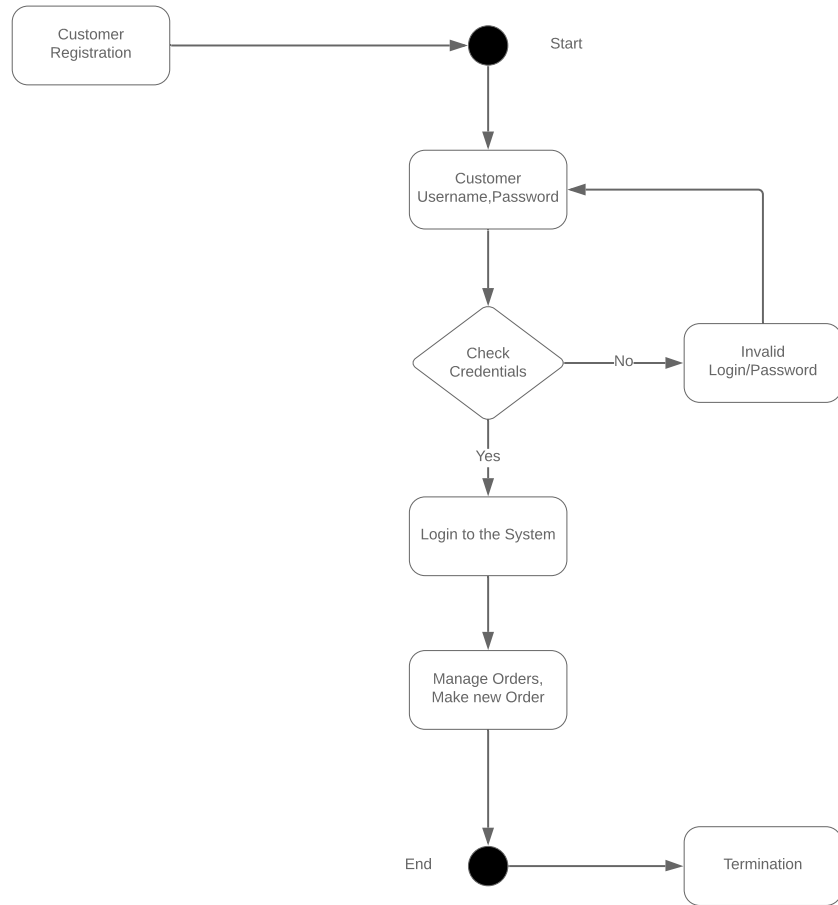 Customer
Registration
Start
Customer
Username,Password
Check
Credentials
No
Invalid
Login/Password
Yes
Login to the System
Manage Orders,
Make new Order
End
Termination